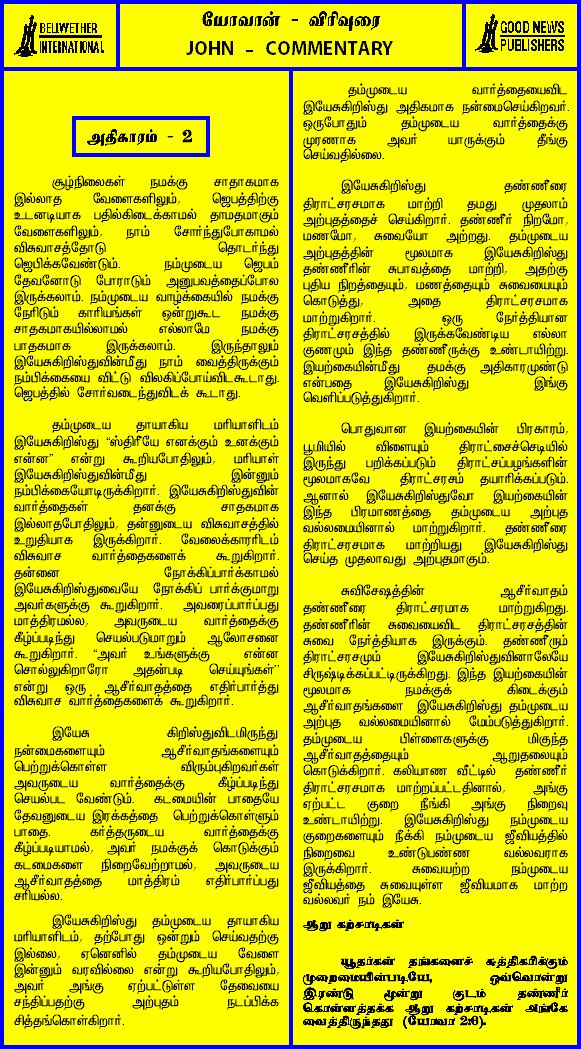 BELWETHER
INTERNATIONAL
யோவான் - விரிவுரை
JOHN - COMMENTARY
GOOD NEWS
PUBLISHERS
அதிகாரம் - 2
சூழ்நிலைகள் நமக்கு சாதாகமாக
இல்லாத வேளைகளிலும், ஜெபத்திற்கு
உடனடியாக பதில்கிடைக்காமல் தாமதமாகும்
வேளைகளிலும், நாம் சோர்ந்துபோகாமல்
விசுவாசத்தோடு தொடர்ந்து
ஜெபிக்கவேண்டும். நம்முடைய ஜெபம்
தேவனோடு போராடும் அனுபவத்தைப்போல
இருக்கலாம். நம்முடைய வாழ்க்கையில் நமக்கு
நேரிடும் காரியங்கள் ஒன்றுகூட நமக்கு
சாதகமாகயில்லாமல் எல்லாமே நமக்கு
பாதகமாக இருக்கலாம். இருந்தாலும்
இயேசுகிறிஸ்துவின்மீது நாம் வைத்திருக்கும்
நம்பிக்கையை விட்டு விலகிப்போய்விடகூடாது.
ஜெபத்தில் சோர்வடைந்துவிடக் கூடாது.
தம்முடைய தாயாகிய மரியாளிடம்
இயேசுகிறிஸ்து "ஸ்திரீயே எனக்கும் உனக்கும்
என்ன" என்று கூறியபோதிலும், மரியாள்
இயேசுகிறிஸ்துவின்மீது இன்னும்
நம்பிக்கையோடிருக்கிறார். இயேசுகிறிஸ்துவின்
வார்த்தைகள் தனக்கு சாதகமாக
இல்லாதபோதிலும், தன்னுடைய விசுவாசத்தில்
உறுதியாக இருக்கிறார். வேலைக்காரரிடம்
விசுவாச வார்த்தைகளைக் கூறுகிறார்.
தன்னை நோக்கிப்பார்க்காமல்
இயேசுகிறிஸ்துவையே நோக்கிப் பார்க்குமாறு
அவர்களுக்கு கூறுகிறார். அவரைப்பார்ப்பது
மாத்திரமல்ல, அவருடைய வார்த்தைக்கு
கீழ்ப்படிந்து செயல்படுமாறும் ஆலோசனை
கூறுகிறார். "அவர் உங்களுக்கு என்ன
சொல்லுகிறாரோ அதன்படி செய்யுங்கள்"
என்று ஒரு ஆசீர்வாதத்தை எதிர்பார்த்து
விசுவாச வார்த்தைகளைக் கூறுகிறார்.
இயேசு கிறிஸ்துவிடமிருந்து
நன்மைகளையும் ஆசீர்வாதங்களையும்
பெற்றுக்கொள்ள விரும்புகிறவர்கள்
அவருடைய வார்த்தைக்கு கீழ்ப்படிந்து
செயல்பட வேண்டும். கடமையின் பாதையே
தேவனுடைய இரக்கத்தை பெற்றுக்கொள்ளும்
பாதை. கர்த்தருடைய வார்த்தைக்கு
கீழ்ப்படியாமல், அவர் நமக்குக் கொடுக்கும்
கடமைகளை நிறைவேற்றாமல், அவருடைய
ஆசீர்வாதத்தை மாத்திரம் எதிர்பார்ப்பது
சரியல்ல.
இயேசுகிறிஸ்து தம்முடைய தாயாகிய
மரியாளிடம், தற்போது ஒன்றும் செய்வதற்கு
இல்லை, ஏனெனில் தம்முடைய வேளை
இன்னும் வரவில்லை என்று கூறியபோதிலும்,
அவர் அங்கு ஏற்பட்டுள்ள தேவையை
சந்திப்பதற்கு அற்புதம் நடப்பிக்க
சித்தங்கொள்கிறார்.
தம்முடைய வார்த்தையைவிட
இயேசுகிறிஸ்து அதிகமாக நன்மைசெய்கிறவர்.
ஒருபோதும் தம்முடைய வார்த்தைக்கு
முரணாக அவர் யாருக்கும் தீங்கு
செய்வதில்லை.
இயேசுகிறிஸ்து தண்ணீரை
திராட்சரசமாக மாற்றி தமது முதலாம்
அற்புதத்தைச் செய்கிறார். தண்ணீர் நிறமோ,
மணமோ, சுவையோ அற்றது. தம்முடைய
அற்புதத்தின் மூலமாக இயேசுகிறிஸ்து
தண்ணீரின் சுபாவத்தை மாற்றி, அதற்கு
புதிய நிறத்தையும், மணத்தையும் சுவையையும்
கொடுத்து, அதை திராட்சரசமாக
மாற்றுகிறார். ஒரு நேர்த்தியான
திராட்சரசத்தில் இருக்கவேண்டிய எல்லா
குணமும் இந்த தண்ணீருக்கு உண்டாயிற்று.
இயற்கையின்மீது தமக்கு அதிகாரமுண்டு
என்பதை இயேசுகிறிஸ்து இங்கு
வெளிப்படுத்துகிறார்.
பொதுவான இயற்கையின் பிரகாரம்,
பூமியில் விளையும் திராட்சைச்செடியில்
இருந்து பறிக்கப்படும் திராட்சப்பழங்களின்
மூலமாகவே திராட்சரசம் தயாரிக்கப்படும்.
ஆனால் இயேசுகிறிஸ்துவோ இயற்கையின்
இந்த பிரமாணத்தை தம்முடைய அற்புத
வல்லமையினால் மாற்றுகிறார். தண்ணீரை
திராட்சரசமாக மாற்றியது இயேசுகிறிஸ்து
செய்த முதலாவது அற்புதமாகும்.
சுவிசேஷத்தின் ஆசீர்வாதம்
தண்ணீரை திராட்சரமாக மாற்றுகிறது.
தண்ணீரின் சுவையைவிட திராட்சரசத்தின்
சுவை நேர்த்தியாக இருக்கும். தண்ணீரும்
திராட்சரசமும் இயேசுகிறிஸ்துவினாலேயே
சிருஷ்டிக்கப்பட்டிருக்கிறது. இந்த இயற்கையின்
மூலமாக நமக்குக் கிடைக்கும்
ஆசீர்வாதங்களை இயேசுகிறிஸ்து தம்முடைய
அற்புத வல்லமையினால் மேம்படுத்துகிறார்.
தம்முடைய பிள்ளைகளுக்கு மிகுந்த
ஆசீர்வாதத்தையும் ஆறுதலையும்
கொடுக்கிறார். கலியாண வீட்டில் தண்ணீர்
திராட்சரசமாக மாற்றப்பட்டதினால், அங்கு
ஏற்பட்ட குறை நீங்கி அங்கு நிறைவு
உண்டாயிற்று. இயேசுகிறிஸ்து நம்முடைய
குறைகளையும் நீக்கி நம்முடைய ஜீவியத்தில்
நிறைவை உண்டுபண்ண வல்லவராக
இருக்கிறார். சுவையற்ற நம்முடைய
ஜீவியத்தை சுவையுள்ள ஜீவியமாக மாற்ற
வல்லவர் நம் இயேசு.
ஆறு கற்சாடிகள்
யூதர்கள் தங்களைச் சுத்திகரிக்கும்
முறைமையின்படியே, ஒவ்வொன்று
இரண்டு மூன்று குடம் தண்ணீர்
கொள்ளத்தக்க ஆறு கற்சாடிகள் அங்கே
வைத்திருந்தது (யோவா 2:6).